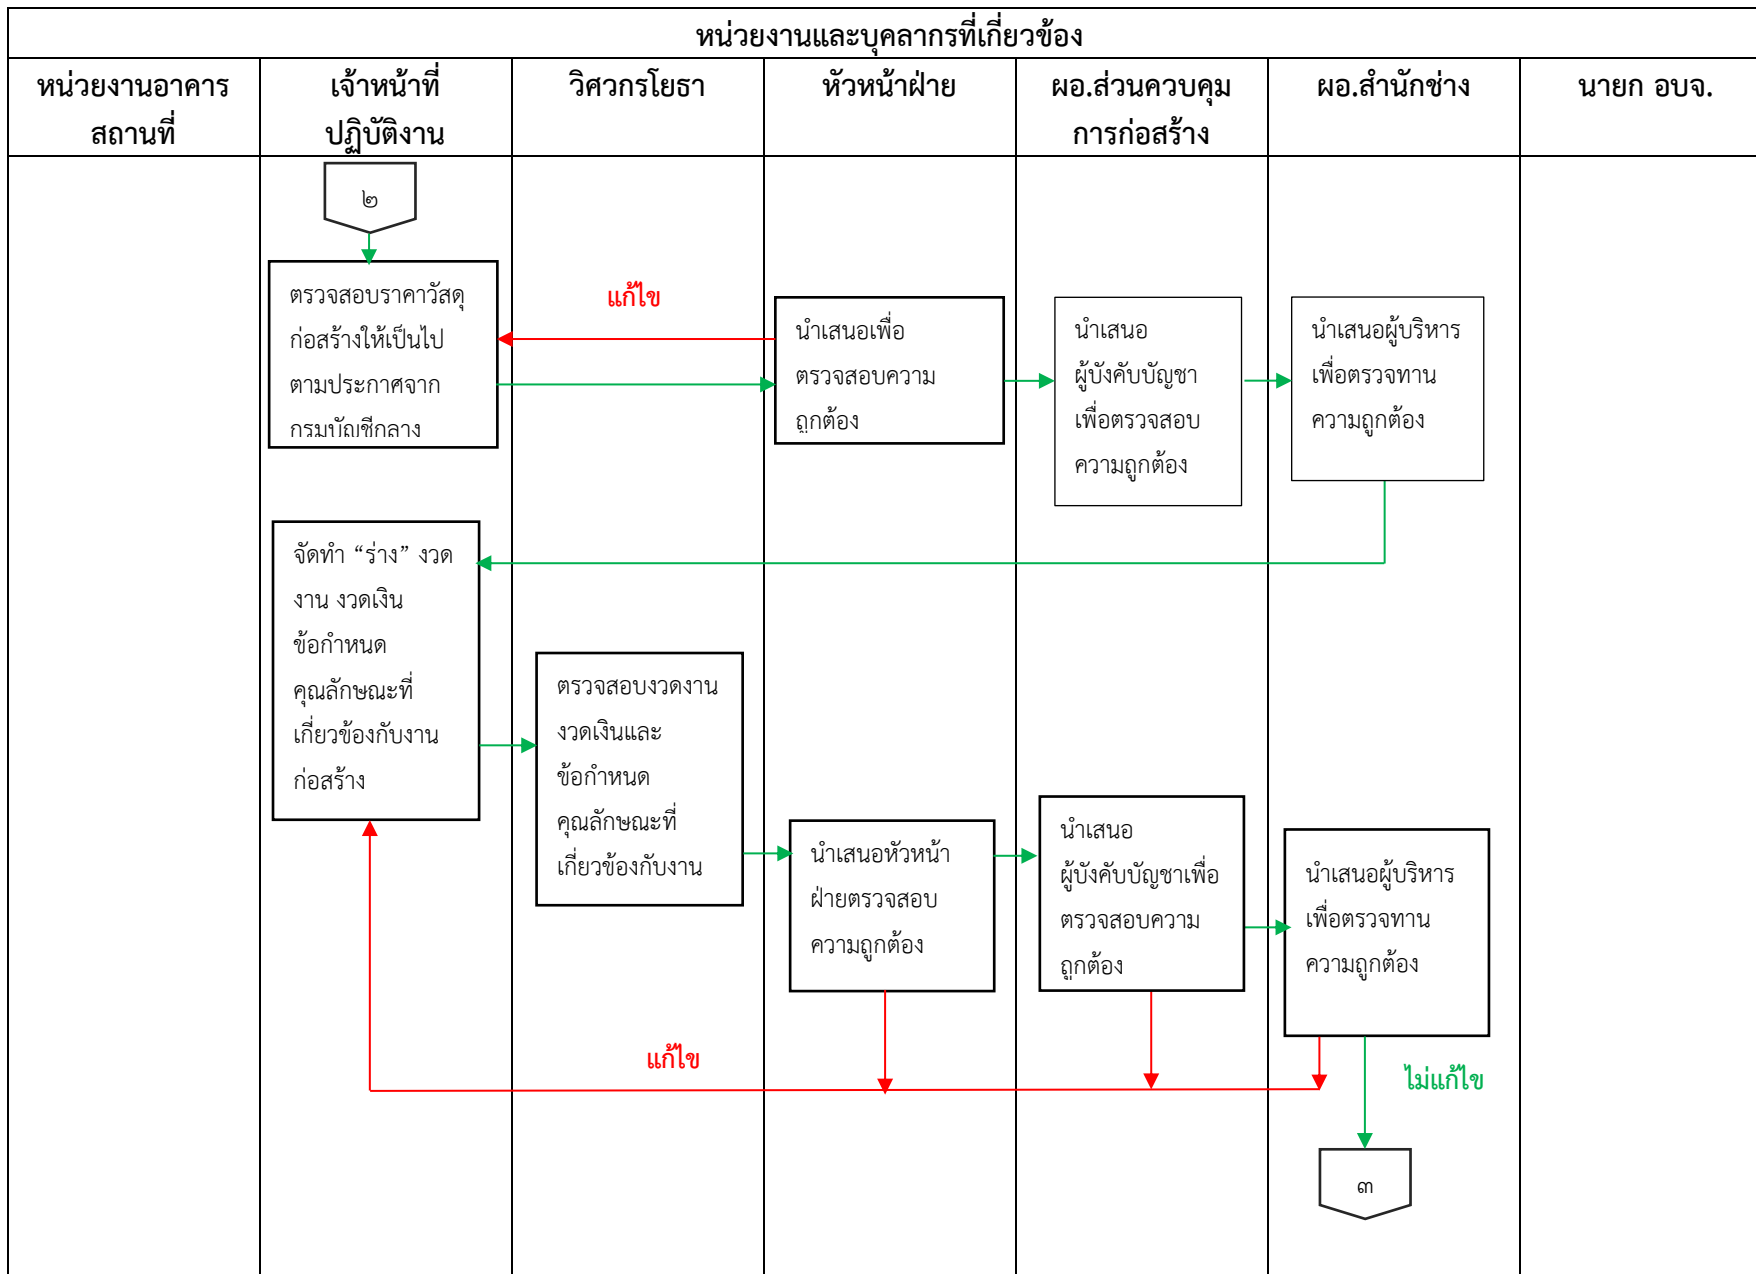 หน่วยงานและบุคลากรที่เกี่ยวข้อง
หน่วยงานอาคาร
สถานที่
เจ้าหน้าที่
ปฏิบัติงาน
วิศวกรโยธา
หัวหน้าฝ่าย
ผอ.ส่วนควบคุม
การก่อสร้าง
ผอ.สำนักช่าง
นายก อบจ.
๒
ตรวจสอบราคาวัสดุ
ก่อสร้างให้เป็นไป
ตามประกาศจาก
กรมบัญชีกลาง
แก้ไข
นำเสนอเพื่อ
ตรวจสอบความ
ถูกต้อง
นำเสนอ
ผู้บังคับบัญชา
เพื่อตรวจสอบ
ความถูกต้อง
นำเสนอผู้บริหาร
เพื่อตรวจทาน
ความถูกต้อง
จัดทำ “ร่าง” งวด
งาน งวดเงิน
ข้อกำหนด
คุณลักษณะที่
เกี่ยวข้องกับงาน
ก่อสร้าง
ตรวจสอบงวดงาน
งวดเงินและ
ข้อกำหนด
คุณลักษณะที่
เกี่ยวข้องกับงาน
นำเสนอหัวหน้า
ฝ่ายตรวจสอบ
ความถูกต้อง
นำเสนอ
ผู้บังคับบัญชาเพื่อ
ตรวจสอบความ
ถูกต้อง
นำเสนอผู้บริหาร
เพื่อตรวจทาน
ความถูกต้อง
แก้ไข
ไม่แก้ไข
๓